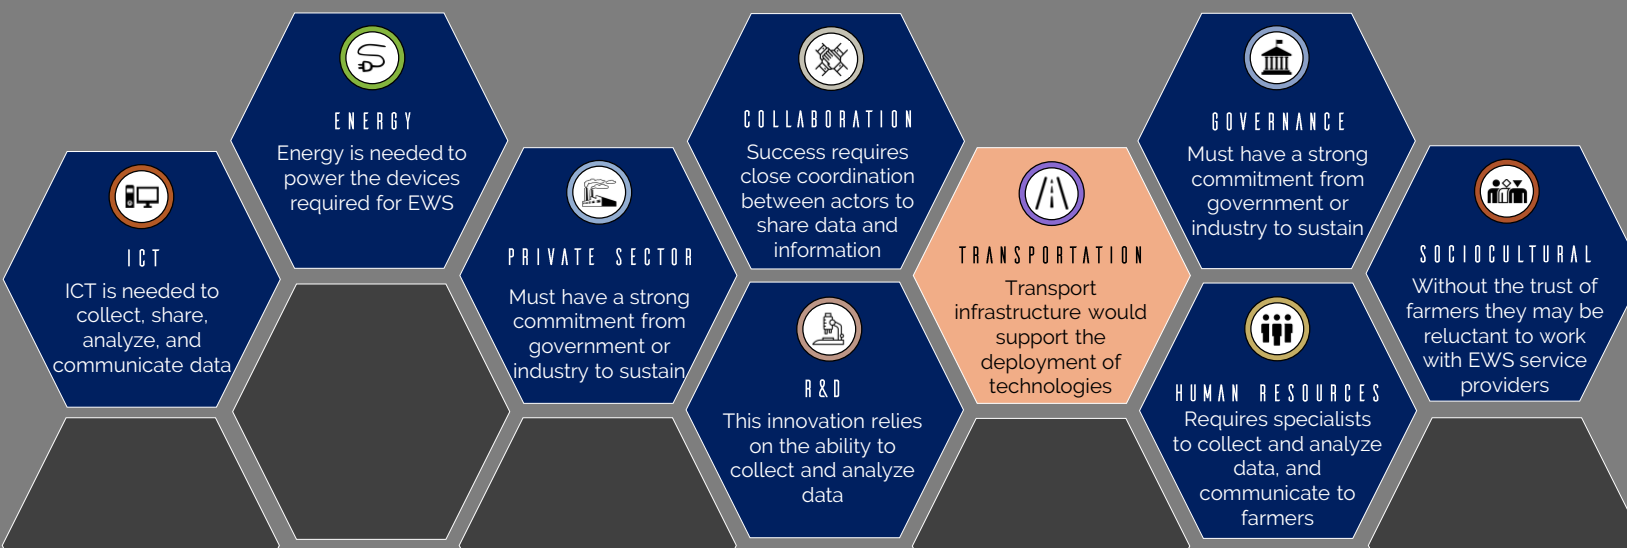 ICT
ICT is needed to
collect, share,
analyze, and
communicate data
ENERGY
Energy is needed to
power the devices
required for EWS
PRIVATE SECTOR
Must have a strong
commitment from
government or
industry to sustain
COLLABORATION
Success requires
close coordination
between actors to
share data and
information
R&D
This innovation relies
on the ability to
collect and analyze
data
TRANSPORTATION
Transport
infrastructure would
support the
deployment of
technologies
GOVERNANCE
Must have a strong
commitment from
government or
industry to sustain
HUMAN RESOURCES
Requires specialists
to collect and analyze
data, and
communicate to
farmers
SOCIOCULTURAL
Without the trust of
farmers they may be
reluctant to work
with EWS service
providers